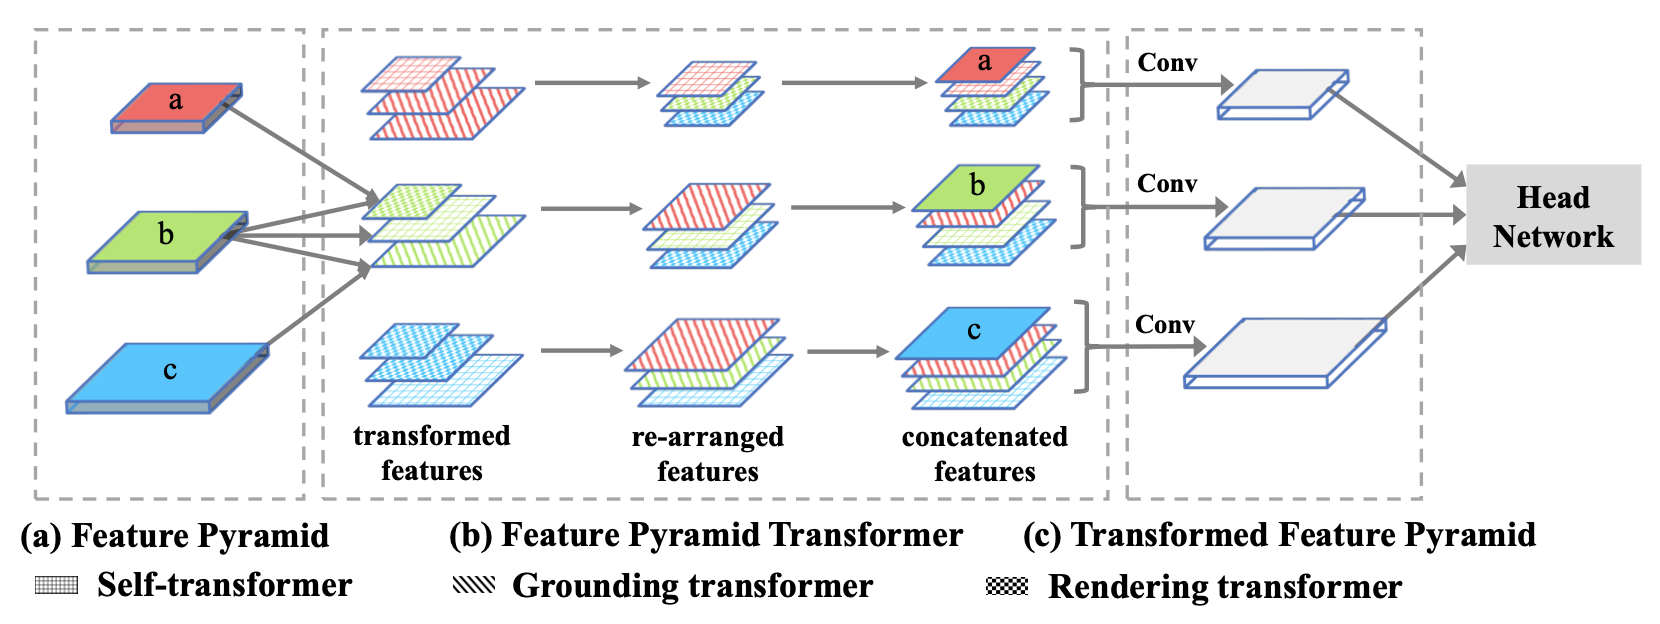 a
b
c
transformed
features
re-arranged
features
a
b
c
concatenated
features
Conv
Conv
Conv
Head
Network
(a) Feature Pyramid
(b) Feature Pyramid Transformer
(c) Transformed Feature Pyramid
Self-transformer
Grounding transformer
Rendering transformer